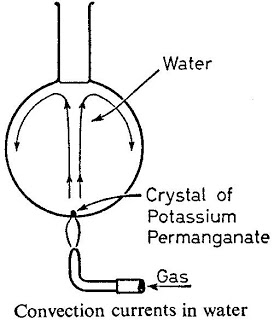 Water
Crystal of
Potassium
Permanganate
Gas
Convection currents in water